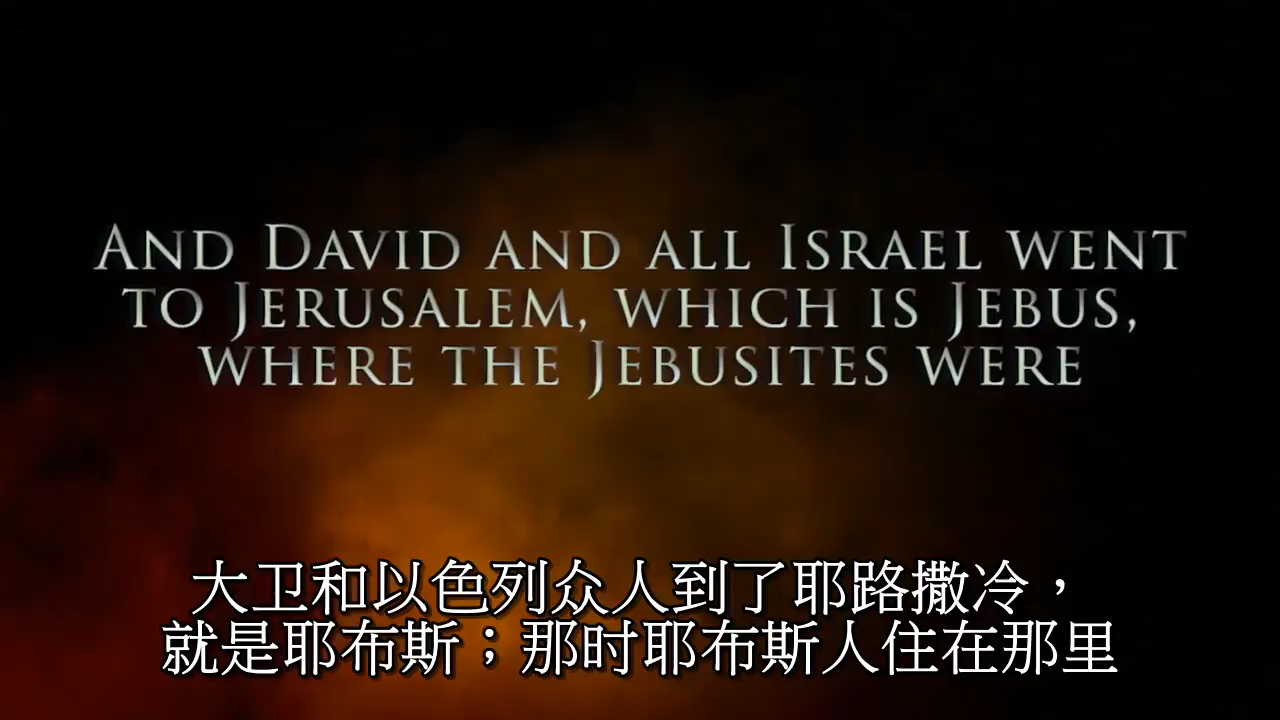 And David and all Israel went
to Jerusalem, which is Jebus,
where the Jebusites were
大卫和以色列众人到了耶路撒冷，
就是耶布斯；那时耶布斯人住在那里